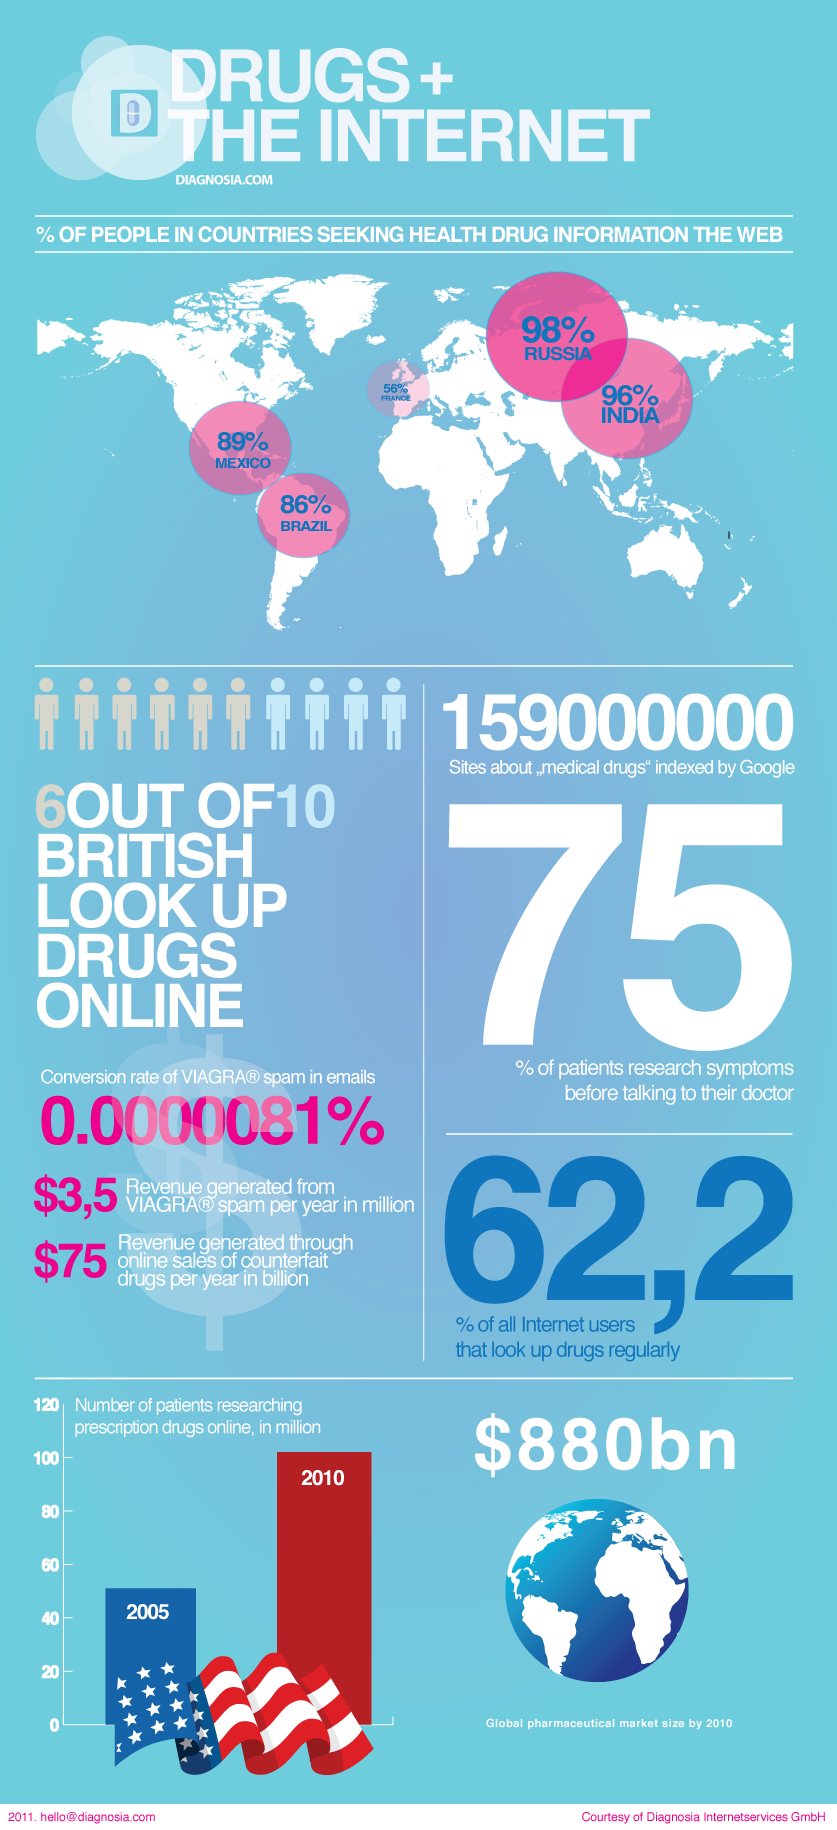 D
DRUGS +
THE INTERNET
DIAGNOSIA.COM
% OF PEOPLE IN COUNTRIES SEEKING HEALTH DRUG INFORMATION THE WEB
98%
RUSSIA
56%
FRANCE
96%
INDIA
89%
MEXICO
86%
BRAZIL
6OUT OF10
BRITISH
LOOK UP
DRUGS
ONLINE
Conversion rate of VIAGRA® spam in emails
0.0000081%
$3,5 Revenue generated from
VIAGRA® spam per year in million
$75 Revenue generated through
online sales of counterfait
drugs per year in billion
$
159000000
Sites about „medical drugs“ indexed by Google
75
% of patients research symptoms
before talking to their doctor
62,2
% of all Internet users
that look up drugs regularly
Number of patients researching
prescription drugs online, in million
120
100
80
60
40
20
0
2005
2010
$880bn
Global pharmaceutical market size by 2010
2011. hello@diagnosia.com
Courtesy of Diagnosia Internetservices GmbH